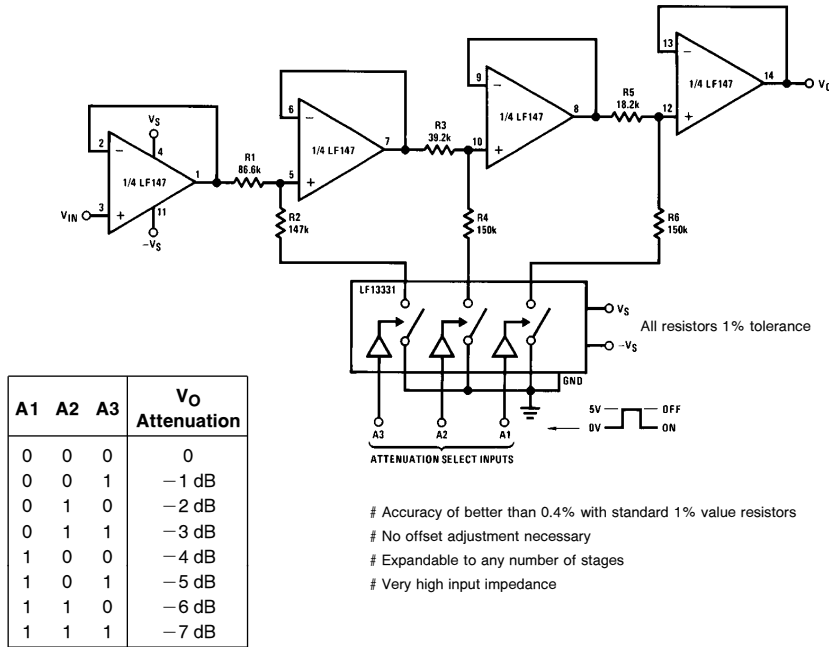 13
14
12
1/4 LF147
VO
9
8
10
1/4 LF147
R5
18.2k
6
7
5
1/4 LF147
R3
39.2k
2
1
3
4
11
VS
-VS
VIN
1/4 LF147
R1
86.6k
R2
147k
R4
150k
R6
150k
LF13331
VS
-VS
GND
All resistors 1% tolerance
A3
A2
A1
ATTENUATION SELECT INPUTS
5V
OFF
0V
ON
A1 A2 A3 VO Attenuation
0 0 0 0
0 0 1 −1 dB
0 1 0 −2 dB
0 1 1 −3 dB
1 0 0 −4 dB
1 0 1 −5 dB
1 1 0 −6 dB
1 1 1 −7 dB
# Accuracy of better than 0.4% with standard 1% value resistors
# No offset adjustment necessary
# Expandable to any number of stages
# Very high input impedance